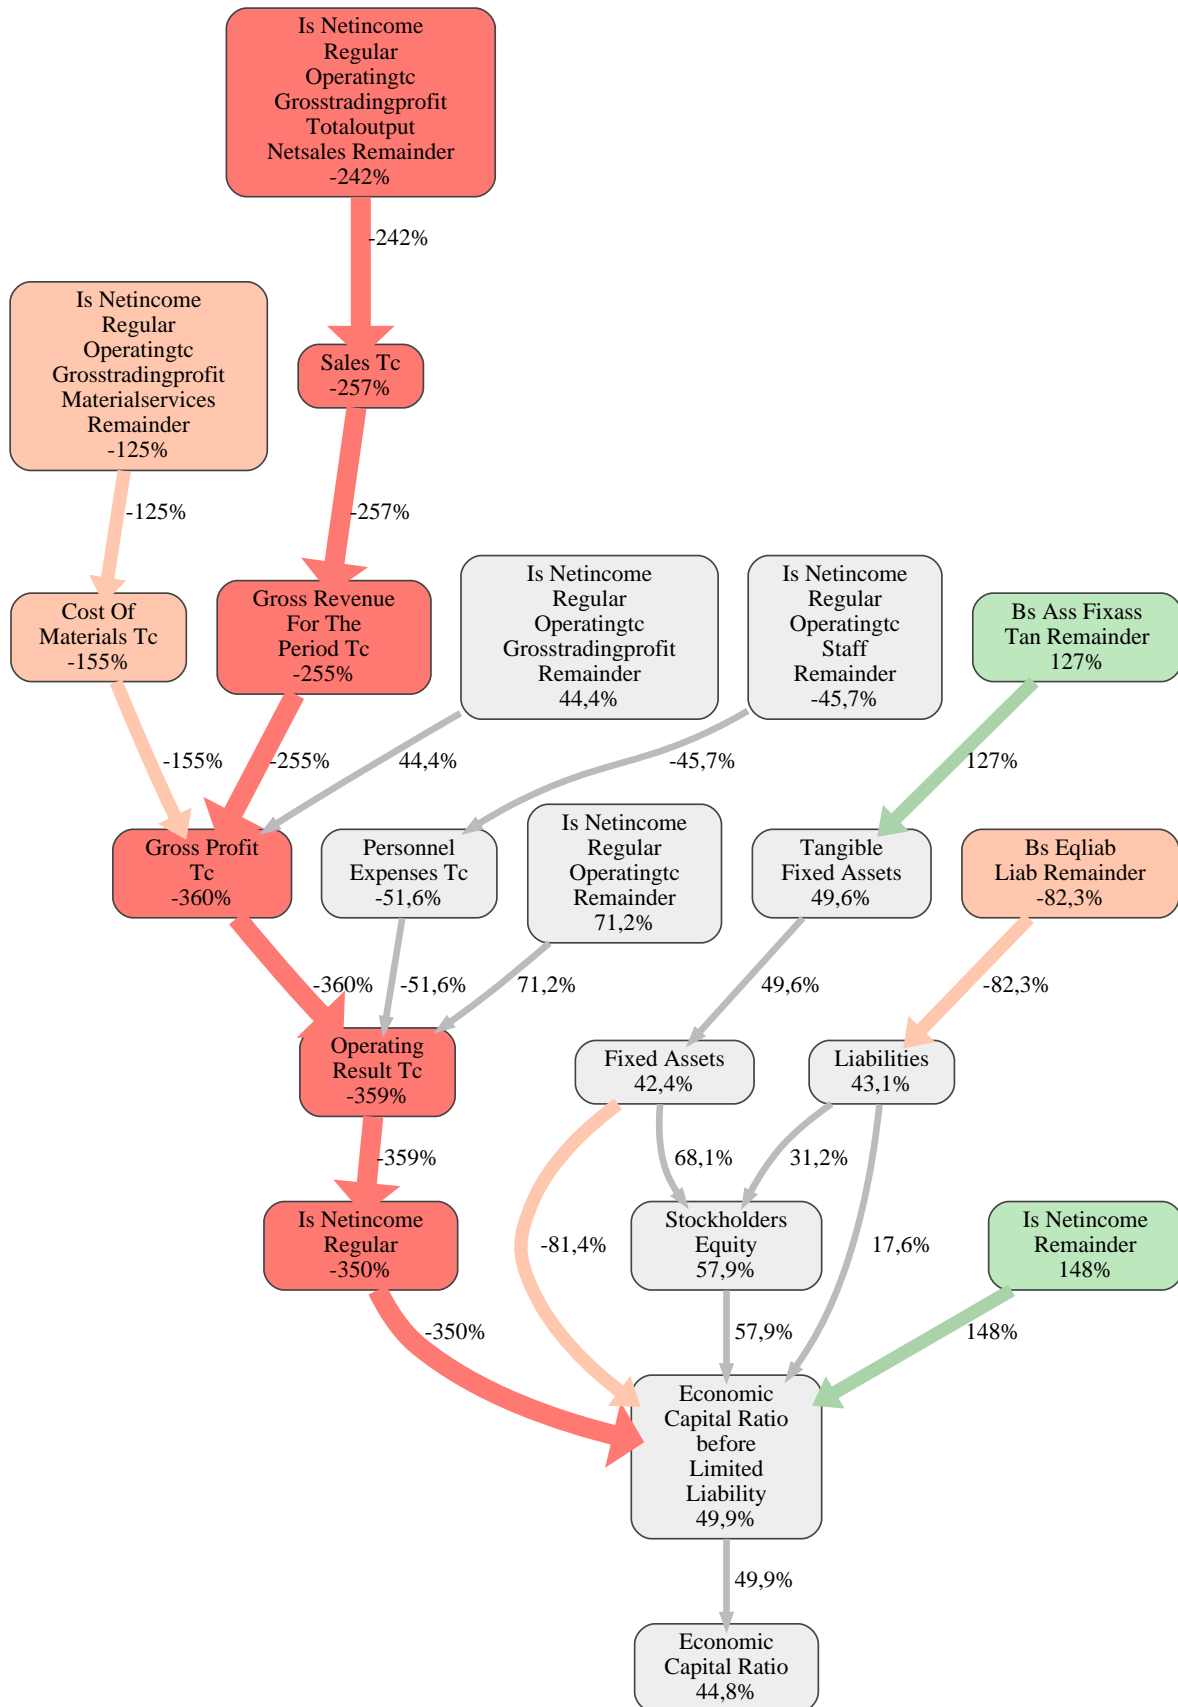 Is Netincome
Regular
Operatingtc
Grosstradingprofit
Totaloutput
Netsales Remainder
-242%
-242%
Is Netincome
Regular
Operatingtc
Grosstradingprofit
Materialservices
Remainder
-125%
Sales Tc
-257%
-125%
-257%
Cost Of
Materials Tc
-155%
Gross Revenue
For The
Period Tc
-255%
Is Netincome
Regular
Operatingtc
Grosstradingprofit
Remainder
44,4%
Is Netincome
Regular
Operatingtc
Staff
Remainder
-45,7%
Bs Ass Fixass
Tan Remainder
127%
-155%
-255%
44,4%
-45,7%
127%
Gross Profit
Tc
-360%
Personnel
Expenses Tc
-51,6%
Is Netincome
Regular
Operatingtc
Remainder
71,2%
Tangible
Fixed Assets
49,6%
Bs Eqliab
Liab Remainder
-82,3%
-360%
-51,6%
71,2%
49,6%
-82,3%
Operating
Result Tc
-359%
Fixed Assets
42,4%
Liabilities
43,1%
-359%
68,1%
31,2%
Is Netincome
Regular
-350%
-81,4%
Stockholders
Equity
57,9%
17,6%
Is Netincome
Remainder
148%
-350%
57,9%
148%
Economic
Capital Ratio
before
Limited
Liability
49,9%
49,9%
Economic
Capital Ratio
44,8%